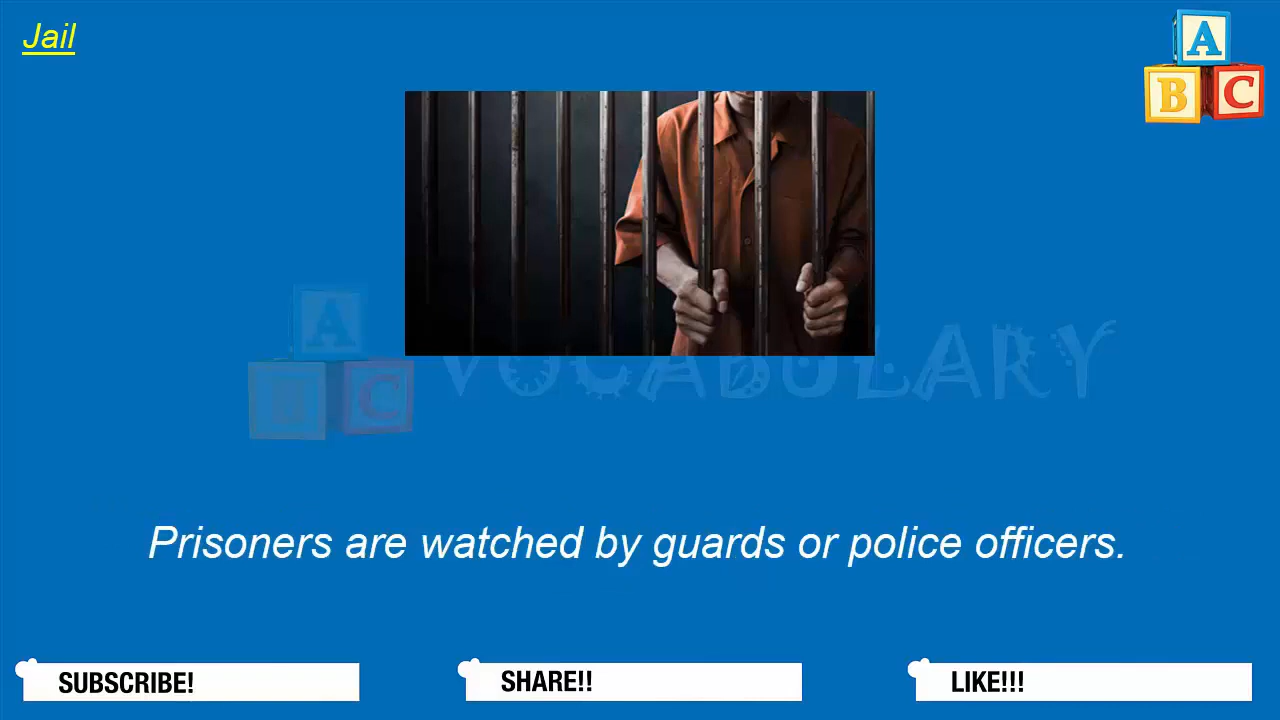 Jail
A
B C
A
B C
VOCABULARY
Prisoners are watched by guards or police officers.
SUBSCRIBE!
SHARE!!
LIKE!!!